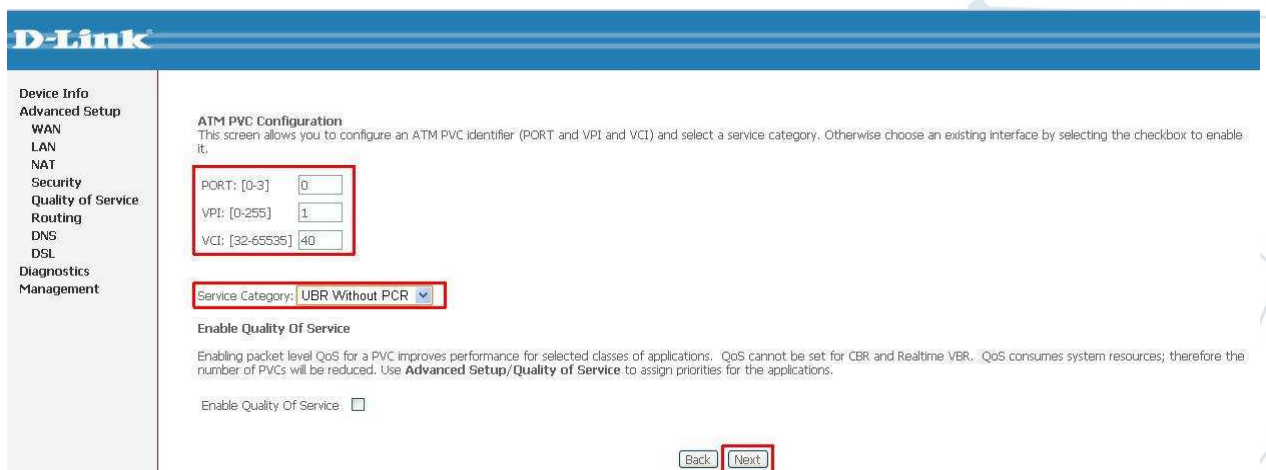 D-Link
Device Info
Advanced Setup
WAN
LAN
NAT
Security
Quality of Service
Routing
DNS
DSL
Diagnostics
Management
ATM PVC Configuration
This screen allows you to configure an ATM PVC identifier (PORT and VPI and VCI) and select a service category. Otherwise choose an existing interface by selecting the checkbox to enable
it.
PORT: [0-3] 0
VPI: [0-255] 1
VCI: [32-65535] 40
Service Category: UBR Without PCR
Enable Quality Of Service
Enabling packet level QoS for a PVC improves performance for selected classes of applications. QoS cannot be set for CBR and Realtime VBR. QoS consumes system resources; therefore the
number of PVCs will be reduced. Use Advanced Setup/Quality of Service to assign priorities for the applications.
Enable Quality Of Service
Back Next